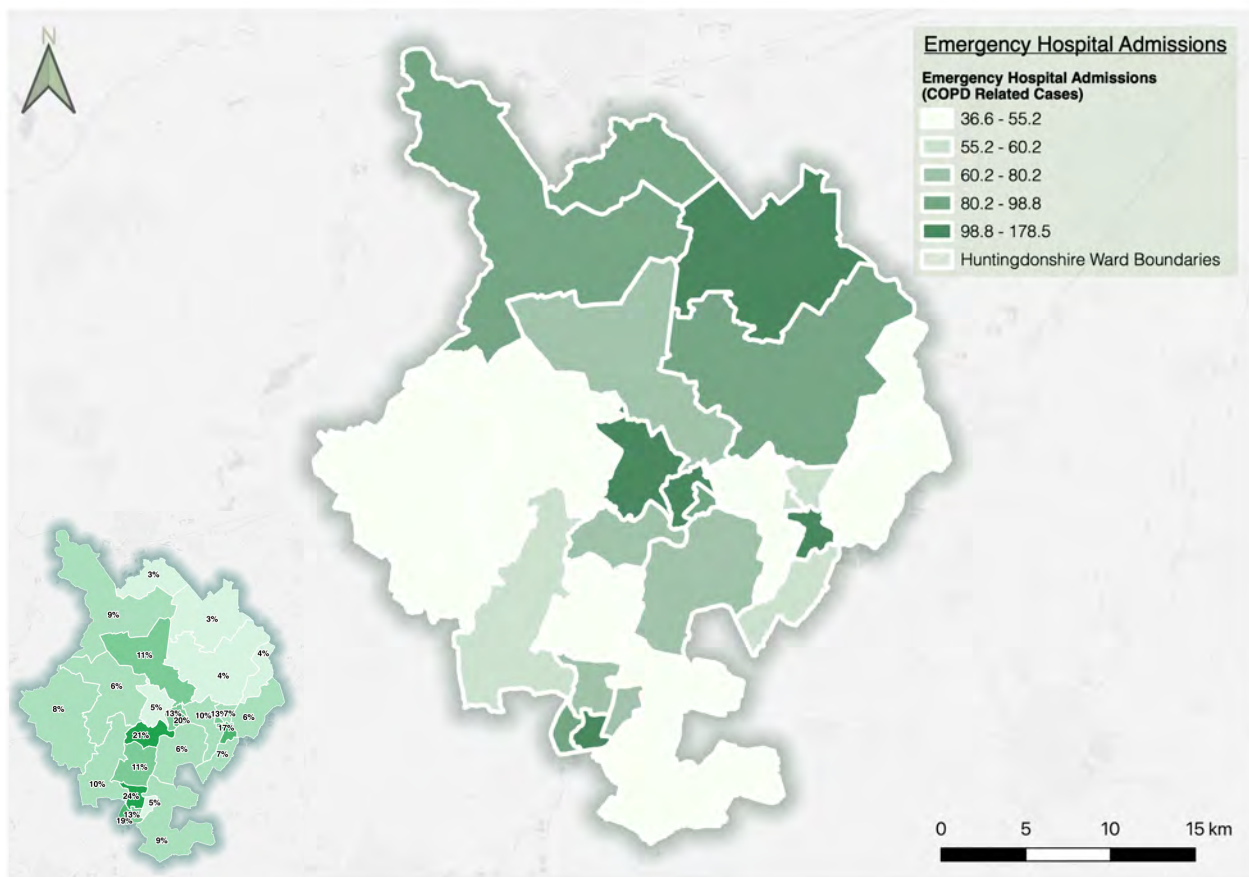 N
Emergency Hospital Admissions
Emergency Hospital Admissions
(COPD Related Cases)
36.6 - 55.2
55.2 - 60.2
60.2 - 80.2
80.2 - 98.8
98.8 - 178.5
Huntingdonshire Ward Boundaries
3%
9%
3%
11%
4%
4%
6%
8%
5%
13%
20%
10%
13%
7%
6%
17%
21%
6%
7%
11%
10%
24%
5%
13%
19%
9%
0 5 10 15 km